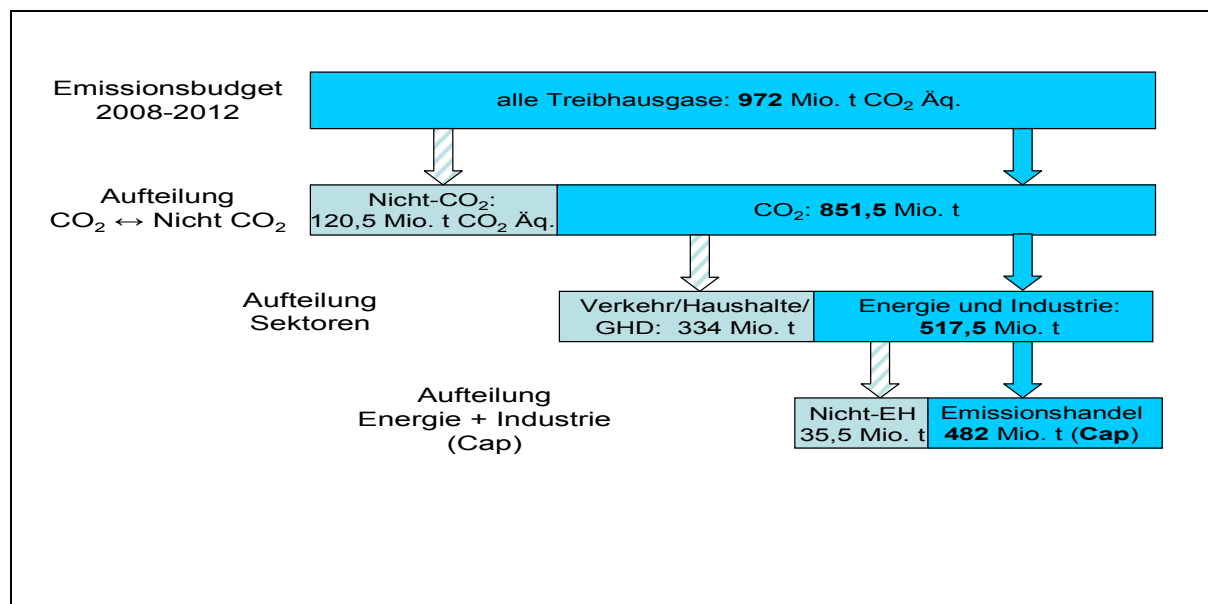 Emissionsbudget
2008-2012
alle Treibhausgase: 972 Mio. t CO₂ Äq.
Aufteilung
CO₂ ↔ Nicht CO₂
Nicht-CO₂:
120,5 Mio. t CO₂ Äq.
CO₂: 851,5 Mio. t
Aufteilung
Sektoren
Verkehr/Haushalte/
GHD: 334 Mio. t
Energie und Industrie:
517,5 Mio. t
Aufteilung
Energie + Industrie
(Cap)
Nicht-EH
35,5 Mio. t
Emissionshandel
482 Mio. t (Cap)